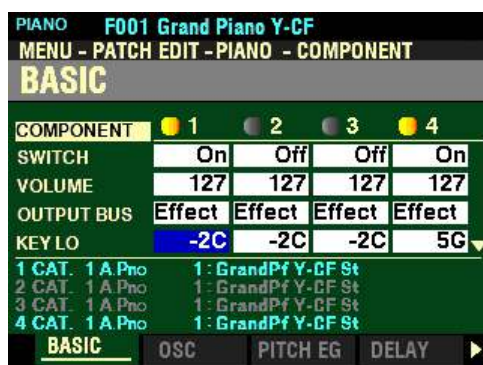 PIANO F001 Grand Piano Y-CF
MENU - PATCH EDIT - PIANO - COMPONENT
BASIC
COMPONENT 1 2 3 4
SWITCH On Off Off On
VOLUME 127 127 127 127
OUTPUT BUS Effect Effect Effect Effect
KEY LO -2C -2C -2C 5G
1 CAT. 1 A.Pno 1 : GrandPf Y-CF St
2 CAT. 1 A.Pno 1 : GrandPf Y-CF St
3 CAT. 1 A.Pno 1 : GrandPf Y-CF St
4 CAT. 1 A.Pno 1 : GrandPf Y-CF St
BASIC OSC PITCH EG DELAY